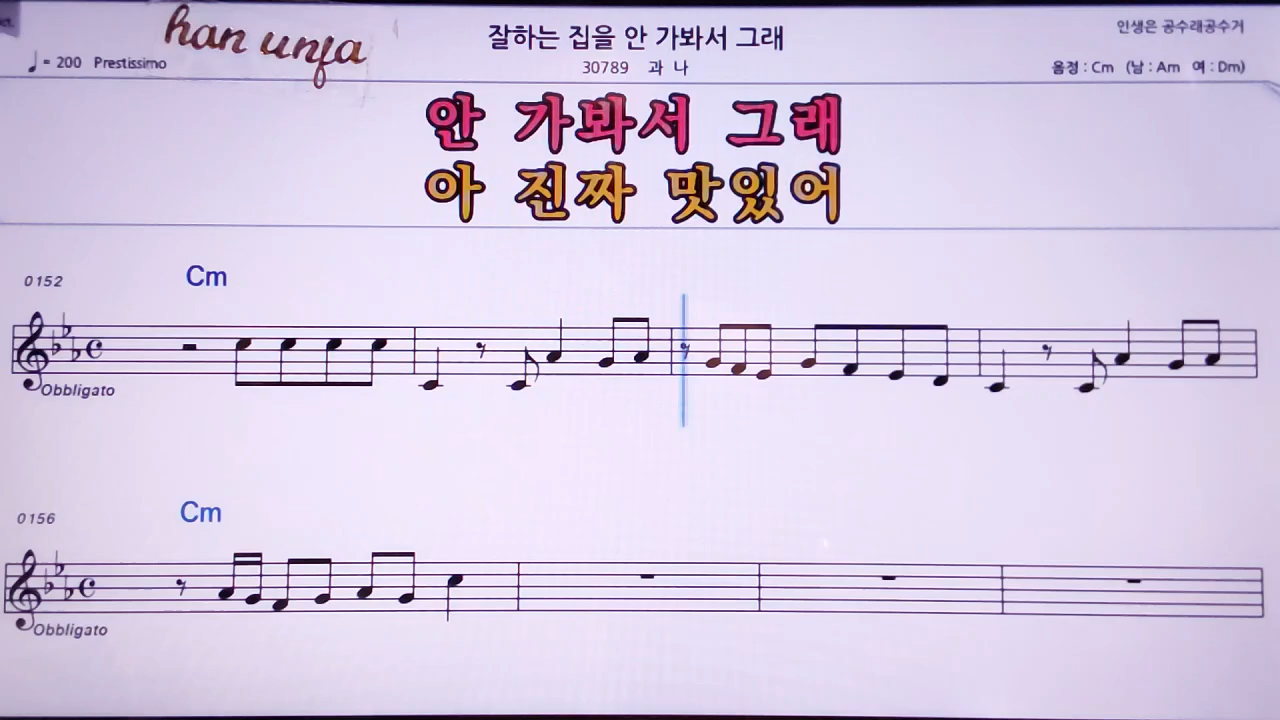 han unfa
잘하는 집을 안 가봐서 그래
인생은 공수래공수거
♩ = 200 Prestissimo
30789 과 나
음정 : Cm (남 : Am 여 : Dm)
안 가봐서 그래
아 진짜 맛있어
0152 Cm
Obbligato
0156 Cm
Obbligato